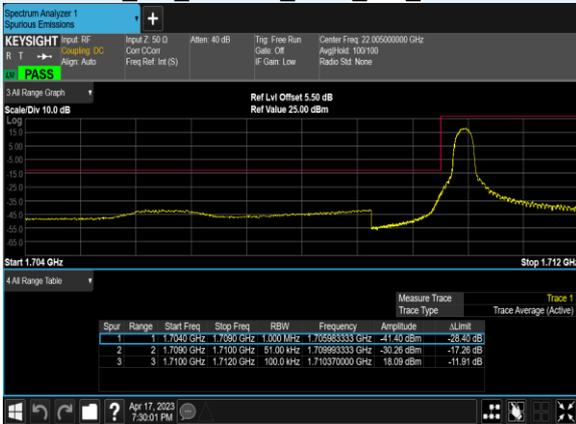 Spectrum Analyzer 1
Spurious Emissions
KEYSIGHT Input: RF Input Z: 50 Ω Atten: 40 dB Trig: Free Run Center Freq: 22.005000000 GHz
R T Coupling: DC Corr CCorr Gate: Off Avg|Hold: 100/100
Align: Auto Freq Ref: Int (S) IF Gain: Low Radio Std: None
LXI PASS
3 All Range Graph
Ref Lvl Offset 5.50 dB
Scale/Div 10.0 dB Ref Value 25.00 dBm
Log
15.0
5.00
-5.00
-15.0
-25.0
-35.0
-45.0
-55.0
-65.0
Start 1.704 GHz Stop 1.712 GHz
4 All Range Table
Measure Trace Trace 1
Trace Type Trace Average (Active)
Spur Range Start Freq Stop Freq RBW Frequency Amplitude ΔLimit
1 1 1.7040 GHz 1.7090 GHz 1.000 MHz 1.705983333 GHz -41.40 dBm -28.40 dB
2 2 1.7090 GHz 1.7100 GHz 51.00 kHz 1.709993333 GHz -30.26 dBm -17.26 dB
3 3 1.7100 GHz 1.7120 GHz 100.0 kHz 1.710370000 GHz 18.09 dBm -11.91 dB
Apr 17, 2023
7:30:01 PM